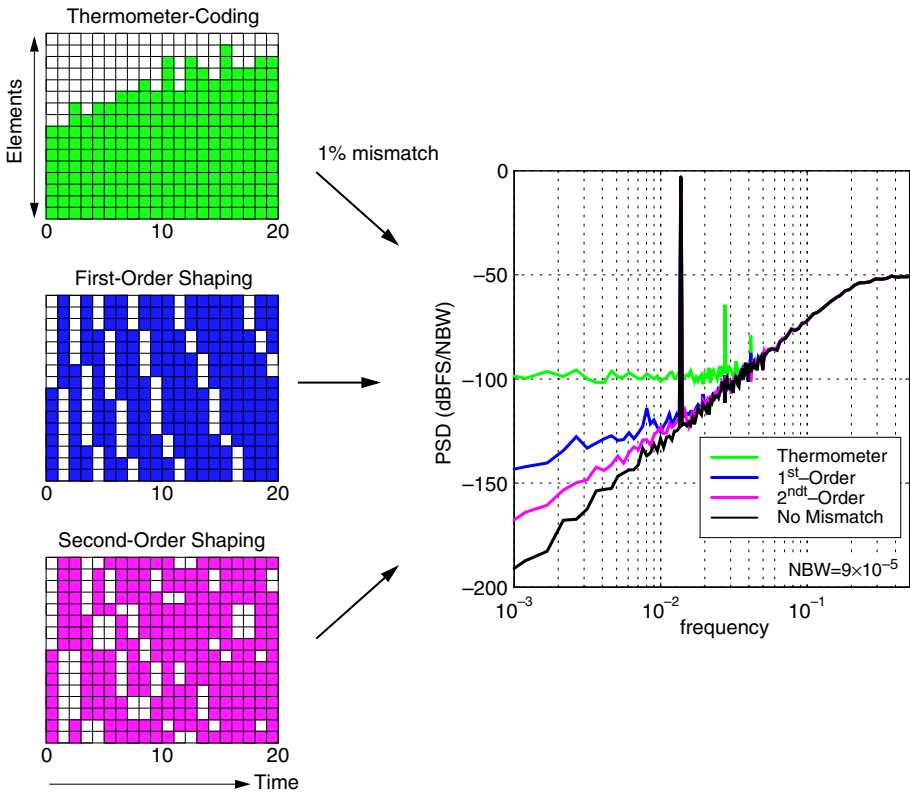 Thermometer-Coding
Elements
0 10 20
1% mismatch
First-Order Shaping
0 10 20
Second-Order Shaping
0 10 20
Time
0
−50
−100
−150
−200
PSD (dBFS/NBW)
10⁻³ 10⁻² 10⁻¹
frequency
Thermometer
1ˢᵗ−Order
2ⁿᵈᵗ−Order
No Mismatch
NBW=9×10⁻⁵